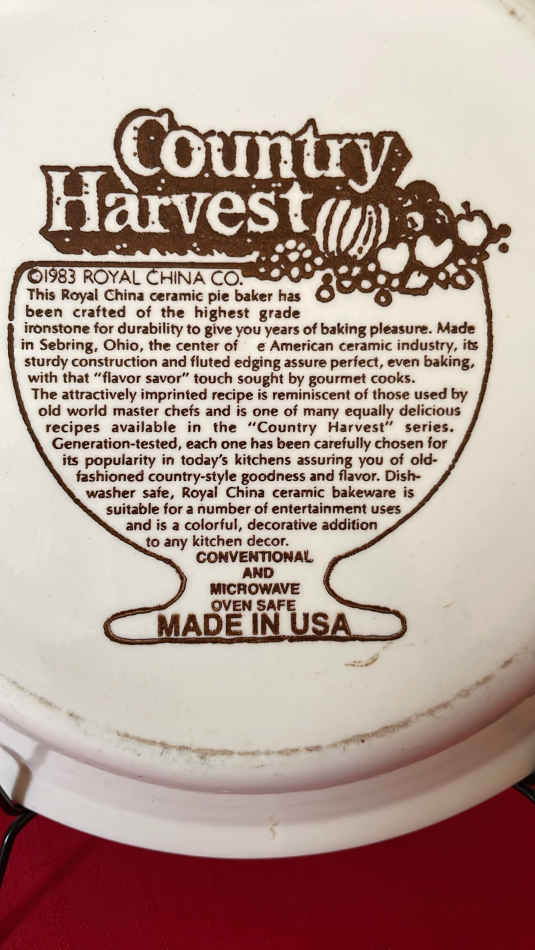 Country
Harvest
©1983 ROYAL CHINA CO.
This Royal China ceramic pie baker has
been crafted of the highest grade
ironstone for durability to give you years of baking pleasure. Made
in Sebring, Ohio, the center of e American ceramic industry, its
sturdy construction and fluted edging assure perfect, even baking,
with that "flavor savor" touch sought by gourmet cooks.
The attractively imprinted recipe is reminiscent of those used by
old world master chefs and is one of many equally delicious
recipes available in the "Country Harvest" series.
Generation-tested, each one has been carefully chosen for
its popularity in today's kitchens assuring you of old-
fashioned country-style goodness and flavor. Dish-
washer safe, Royal China ceramic bakeware is
suitable for a number of entertainment uses
and is a colorful, decorative addition
to any kitchen decor.
CONVENTIONAL
AND
MICROWAVE
OVEN SAFE
MADE IN USA